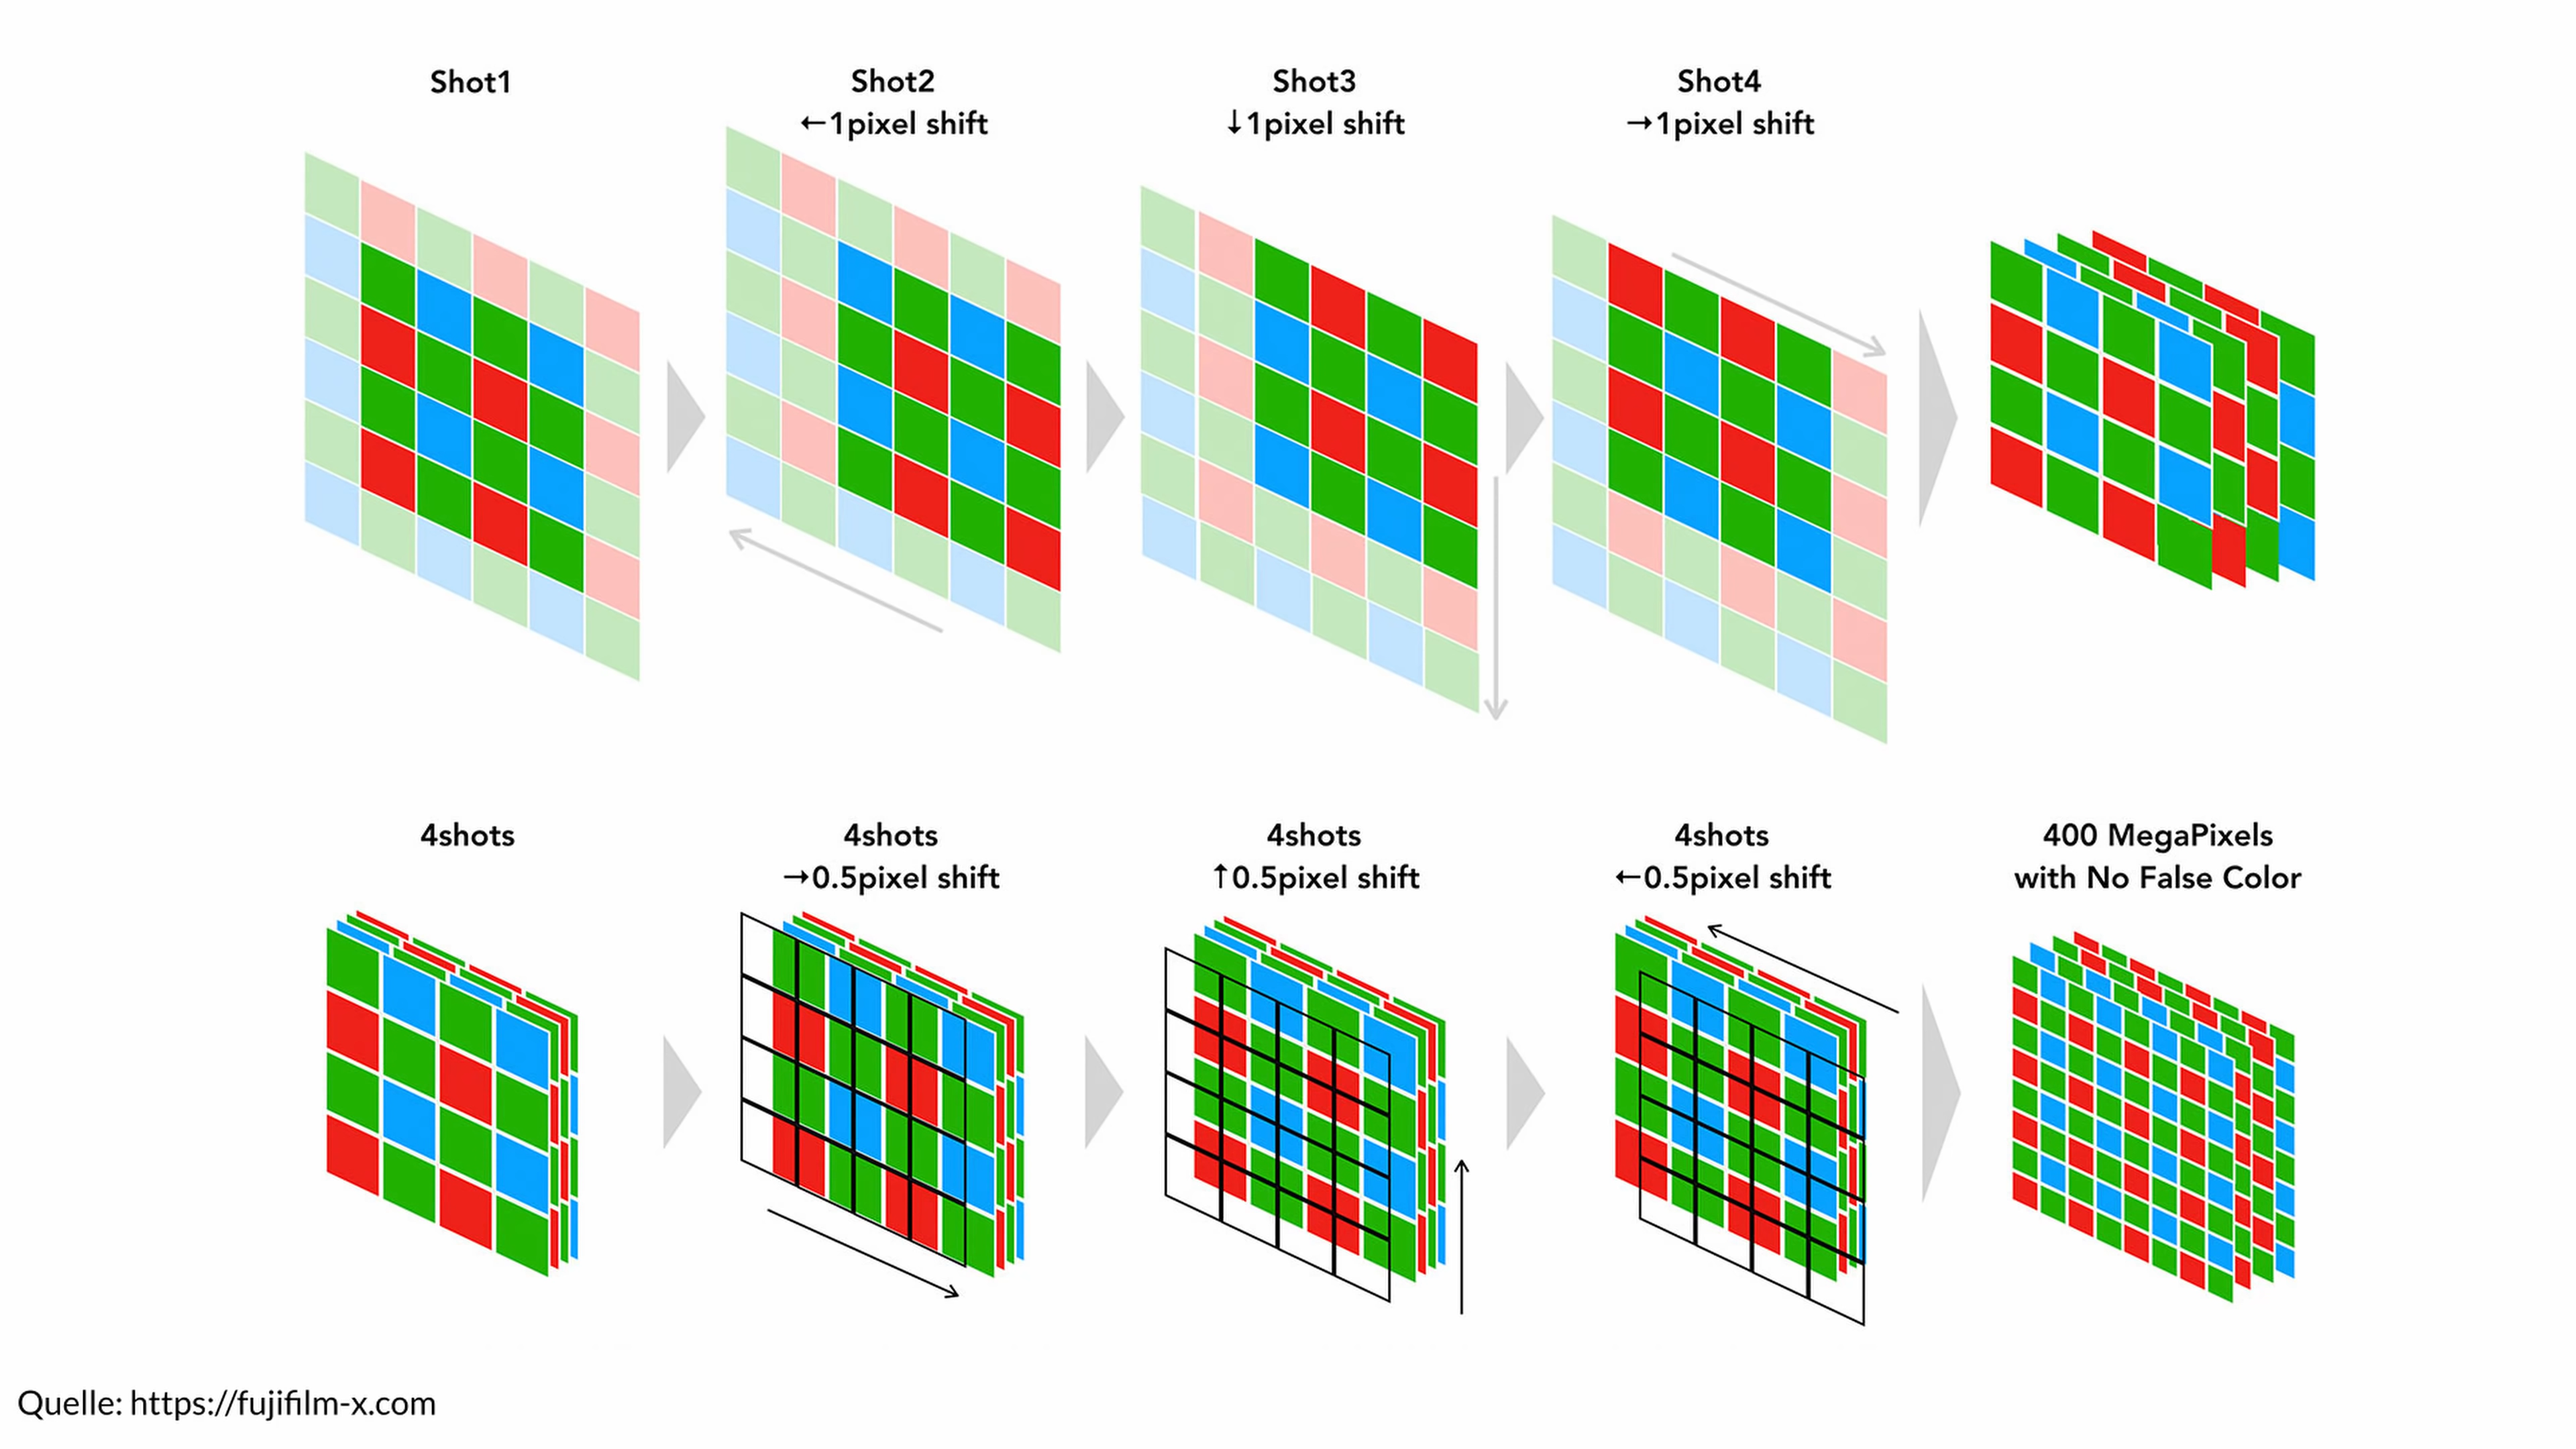 Shot1
Shot2
←1pixel shift
Shot3
↓1pixel shift
Shot4
→1pixel shift
4shots
4shots
→0.5pixel shift
4shots
↑0.5pixel shift
4shots
←0.5pixel shift
400 MegaPixels
with No False Color
Quelle: https://fujifilm-x.com